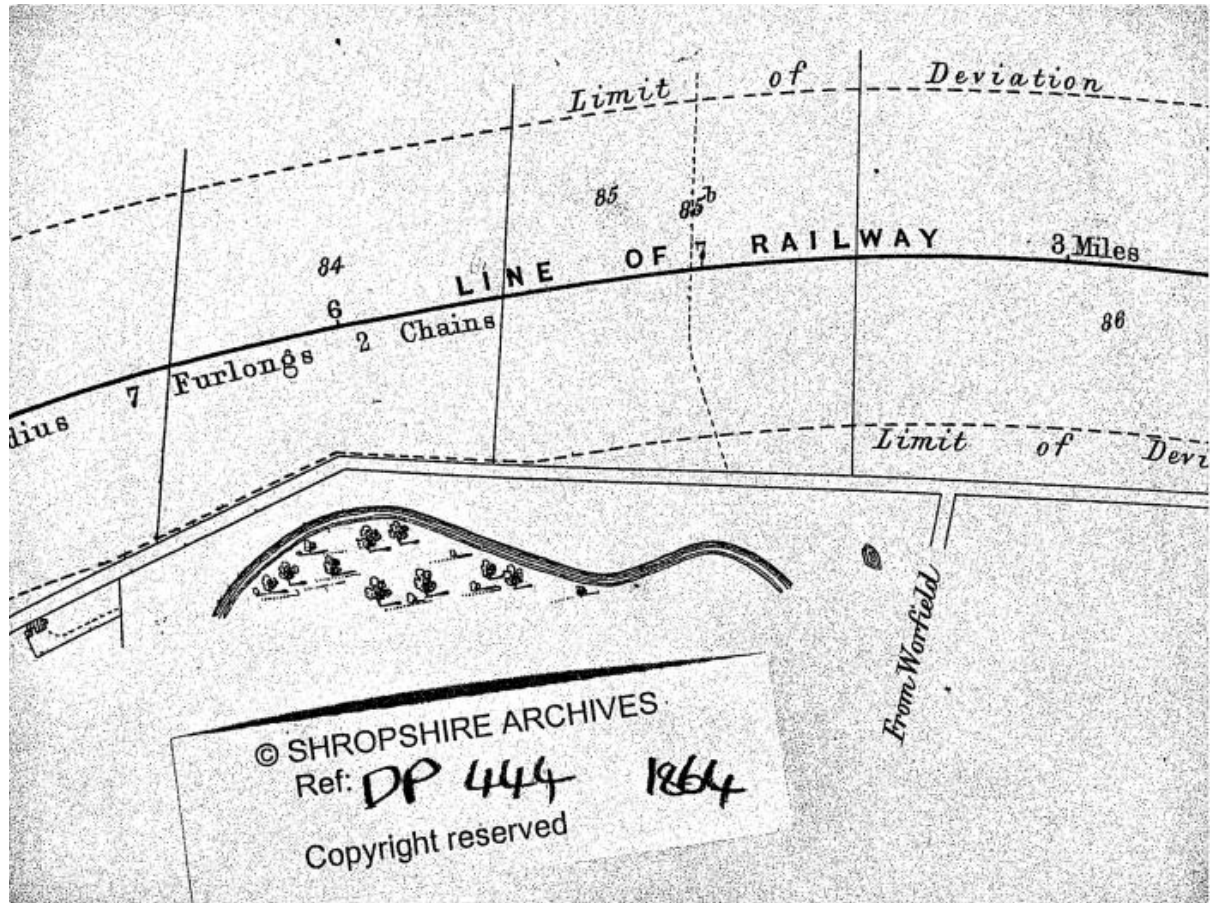 Limit of Deviation
85
85b
84
LINE OF RAILWAY
6
7
3 Miles
dius 7 Furlongs 2 Chains
86
Limit of Devi
From Worfield
© SHROPSHIRE ARCHIVES
Ref: DP 444 1864
Copyright reserved